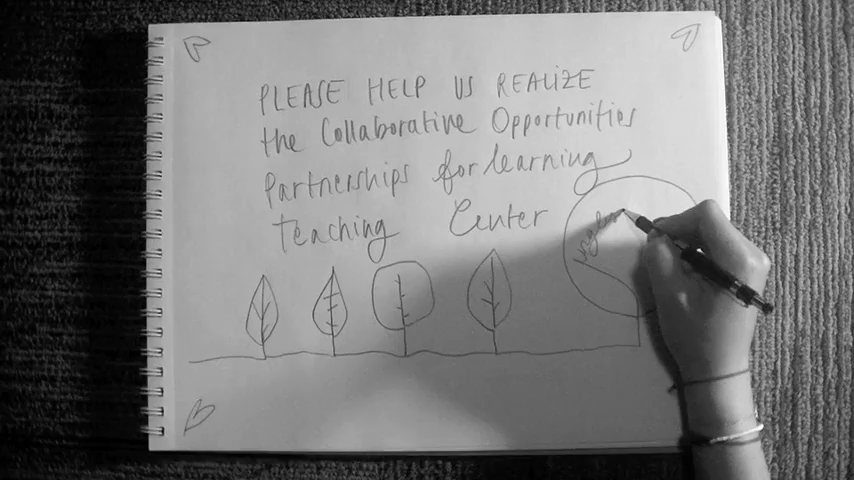 PLEASE HELP US REALIZE
the Collaborative Opportunities
Partnerships for learning
Teaching Center